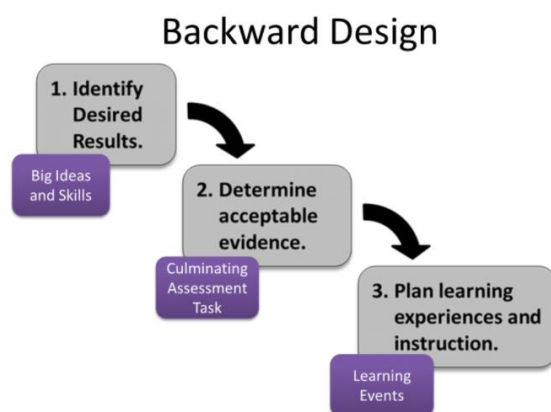 Backward Design
1. Identify
Desired
Results.
Big Ideas
and Skills
2. Determine
acceptable
evidence.
Culminating
Assessment
Task
3. Plan learning
experiences and
instruction.
Learning
Events